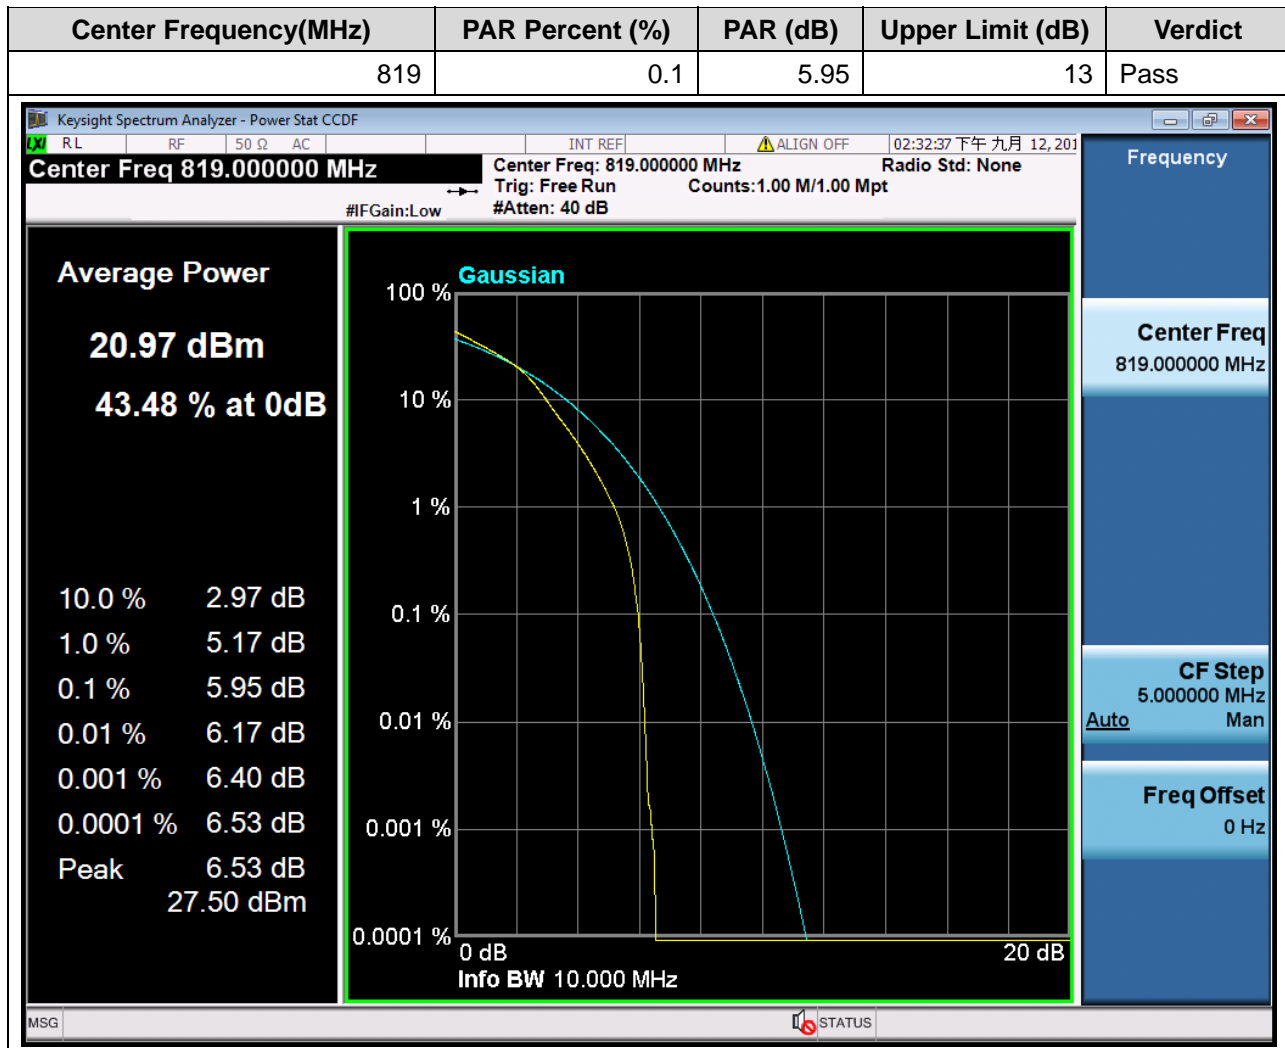 Center Frequency(MHz) PAR Percent (%) PAR (dB) Upper Limit (dB) Verdict
819 0.1 5.95 13 Pass
Keysight Spectrum Analyzer - Power Stat CCDF
LXI RL RF 50 Ω AC INT REF ALIGN OFF 02:32:37 下午 九月 12, 201
Center Freq 819.000000 MHz
Center Freq: 819.000000 MHz Radio Std: None
Trig: Free Run Counts:1.00 M/1.00 Mpt
#IFGain:Low #Atten: 40 dB
Average Power
20.97 dBm
43.48 % at 0dB
10.0 % 2.97 dB
1.0 % 5.17 dB
0.1 % 5.95 dB
0.01 % 6.17 dB
0.001 % 6.40 dB
0.0001 % 6.53 dB
Peak 6.53 dB
27.50 dBm
Gaussian
100 %
10 %
1 %
0.1 %
0.01 %
0.001 %
0.0001 %
0 dB 20 dB
Info BW 10.000 MHz
Frequency
Center Freq
819.000000 MHz
CF Step
5.000000 MHz
Auto Man
Freq Offset
0 Hz
MSG STATUS